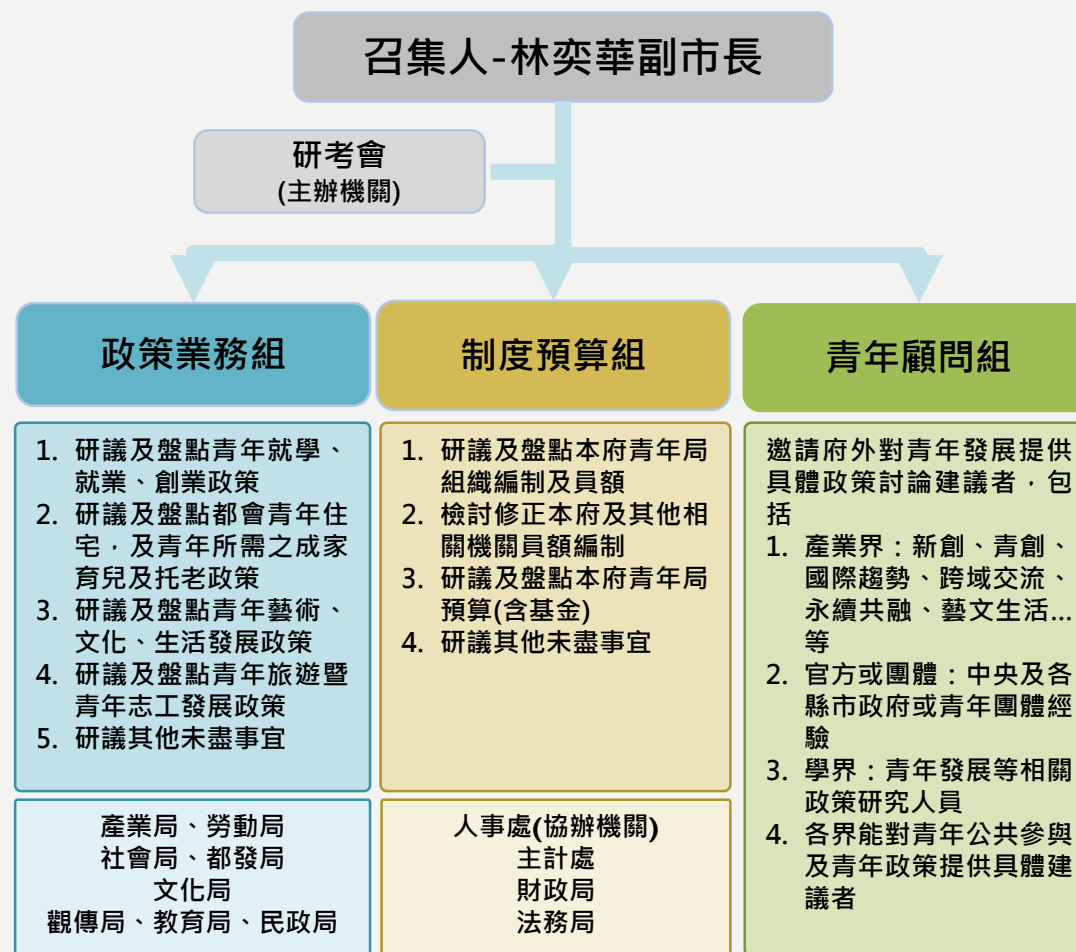 召集人-林奕華副市長
研考會
(主辦機關)
政策業務組
1. 研議及盤點青年就學、
就業、創業政策
2. 研議及盤點都會青年住
宅，及青年所需之成家
育兒及托老政策
3. 研議及盤點青年藝術、
文化、生活發展政策
4. 研議及盤點青年旅遊暨
青年志工發展政策
5. 研議其他未盡事宜
產業局、勞動局
社會局、都發局
文化局
觀傳局、教育局、民政局
制度預算組
1. 研議及盤點本府青年局
組織編制及員額
2. 檢討修正本府及其他相
關機關員額編制
3. 研議及盤點本府青年局
預算(含基金)
4. 研議其他未盡事宜
人事處(協辦機關)
主計處
財政局
法務局
青年顧問組
邀請府外對青年發展提供
具體政策討論建議者，包
括
1. 產業界：新創、青創、
國際趨勢、跨域交流、
永續共融、藝文生活...
等
2. 官方或團體：中央及各
縣市政府或青年團體經
驗
3. 學界：青年發展等相關
政策研究人員
4. 各界能對青年公共參與
及青年政策提供具體建
議者